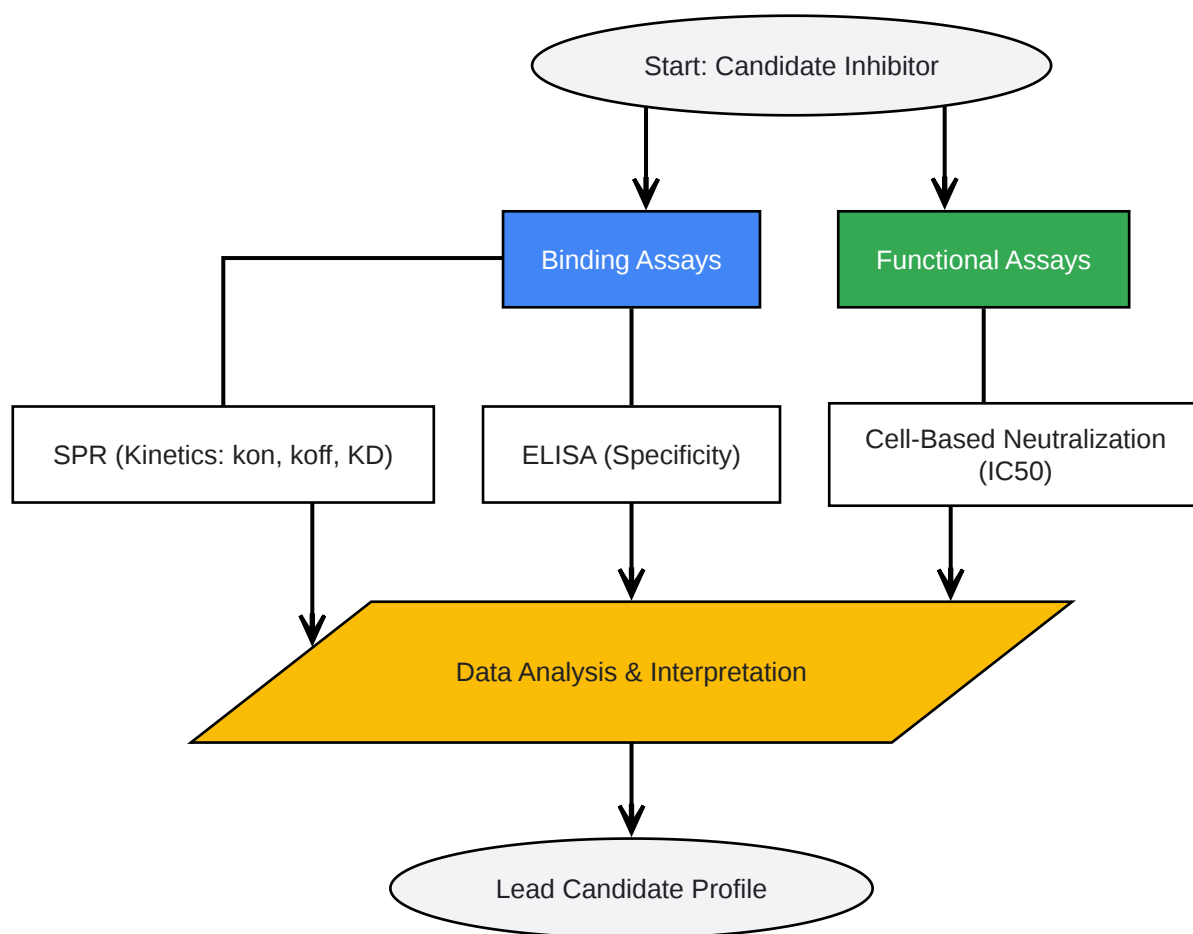 Start: Candidate Inhibitor
Binding Assays
Functional Assays
SPR (Kinetics: kon, koff, KD)
ELISA (Specificity)
Cell-Based Neutralization
(IC50)
Data Analysis & Interpretation
Lead Candidate Profile